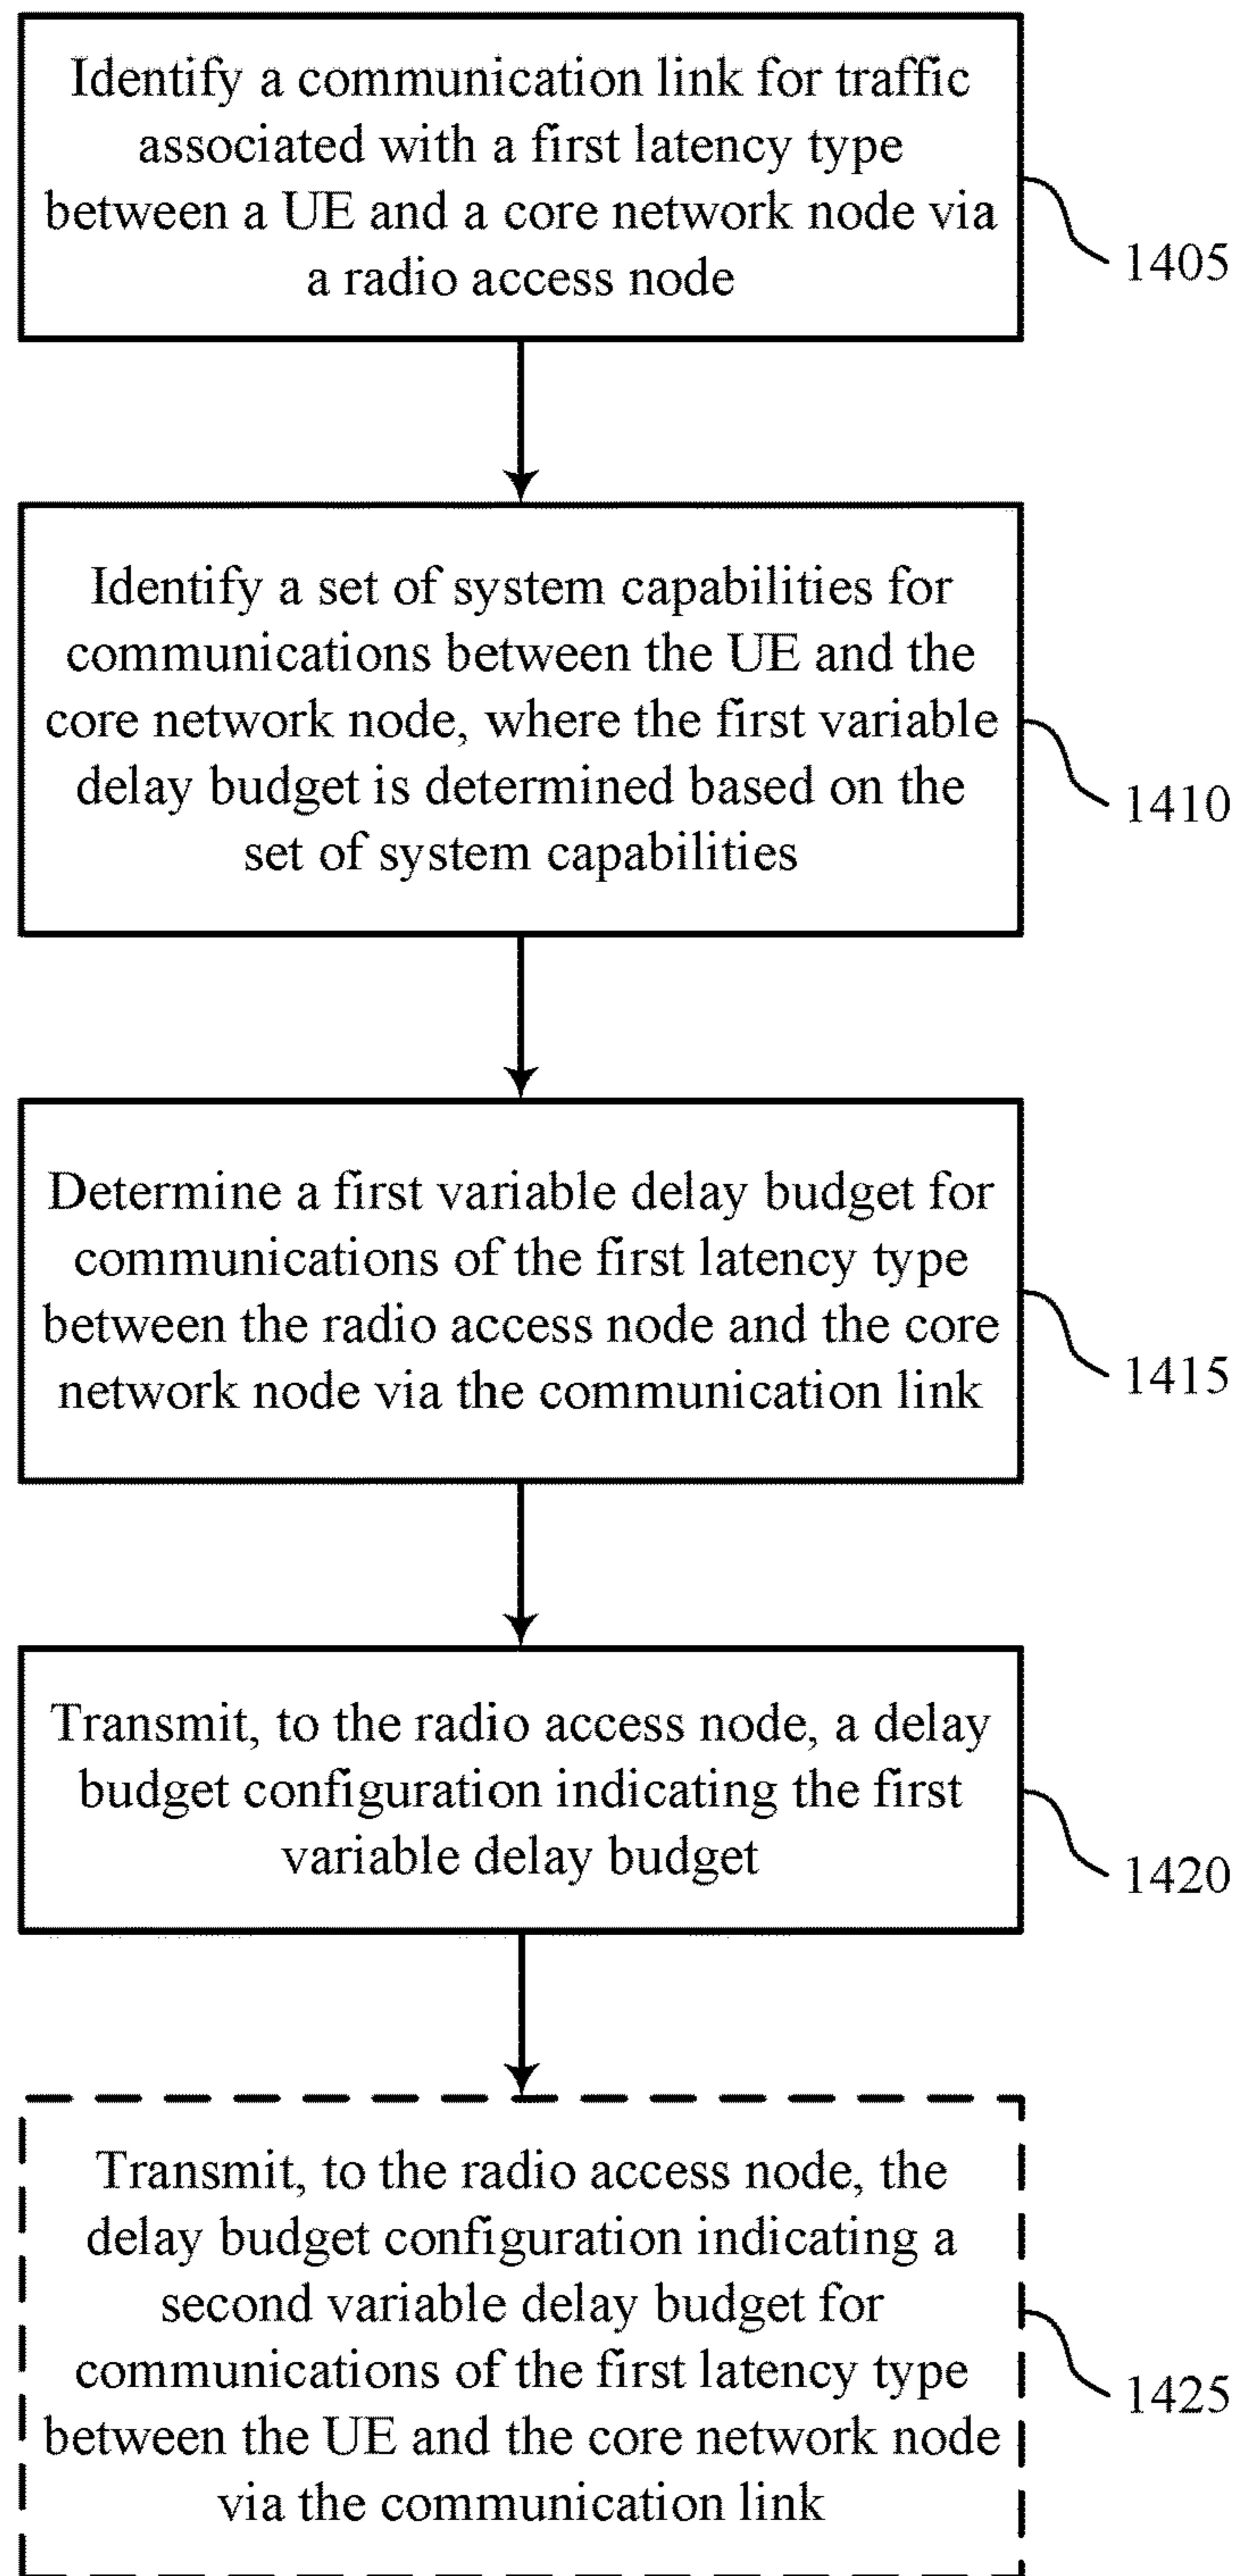 Identify a communication link for traffic
associated with a first latency type
between a UE and a core network node via
a radio access node
1405
Identify a set of system capabilities for
communications between the UE and the
core network node, where the first variable
delay budget is determined based on the
set of system capabilities
1410
Determine a first variable delay budget for
communications of the first latency type
between the radio access node and the core
network node via the communication link
1415
Transmit, to the radio access node, a delay
budget configuration indicating the first
variable delay budget
1420
Transmit, to the radio access node, the
delay budget configuration indicating a
second variable delay budget for
communications of the first latency type
between the UE and the core network node
via the communication link
1425